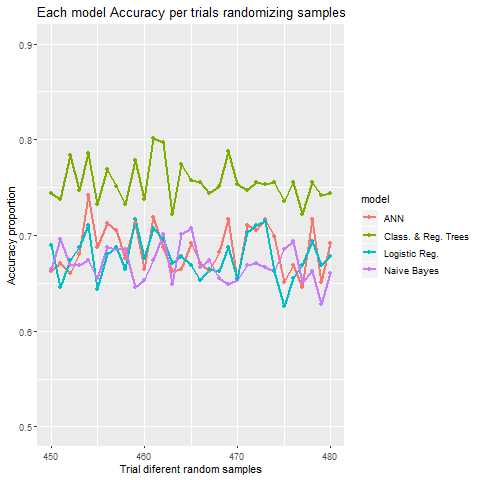 Each model Accuracy per trials randomizing samples
Accuracy proportion
0.9
0.8
0.7
0.6
0.5
450
460
470
480
Trial diferent random samples
model
ANN
Class. & Reg. Trees
Logistic Reg.
Naive Bayes